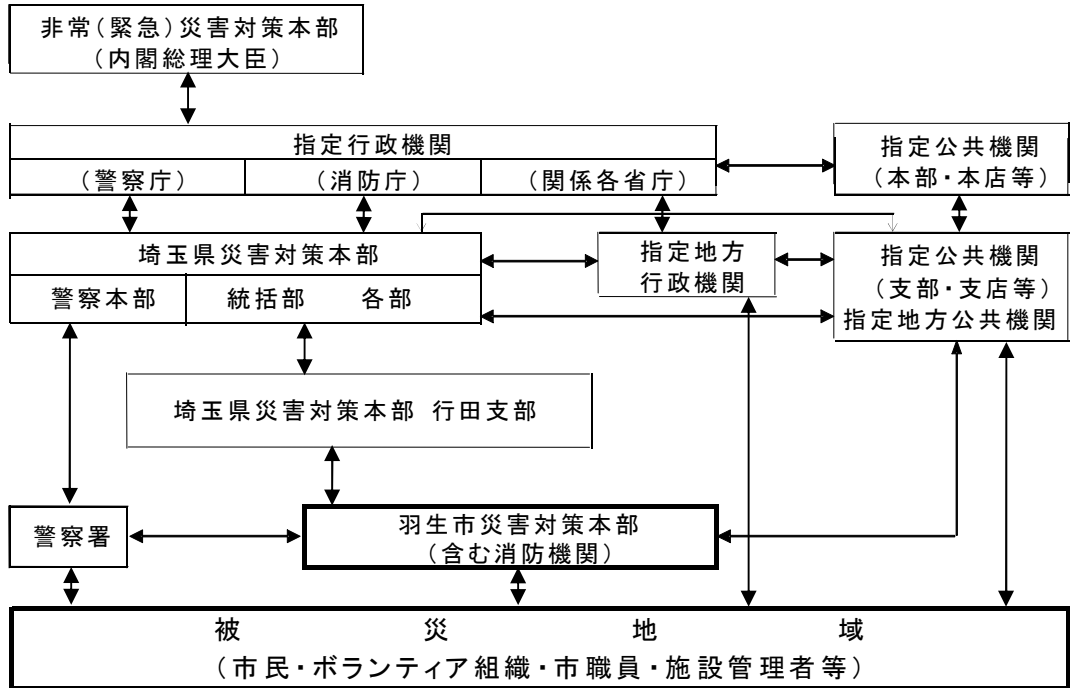 非常(緊急)災害対策本部
(内閣総理大臣)
指定行政機関
(警察庁)
(消防庁)
(関係各省庁)
指定公共機関
(本部・本店等)
埼玉県災害対策本部
警察本部
統括部 各部
指定地方
行政機関
指定公共機関
(支部・支店等)
指定地方公共機関
埼玉県災害対策本部 行田支部
警察署
羽生市災害対策本部
(含む消防機関)
被災地域
(市民・ボランティア組織・市職員・施設管理者等)